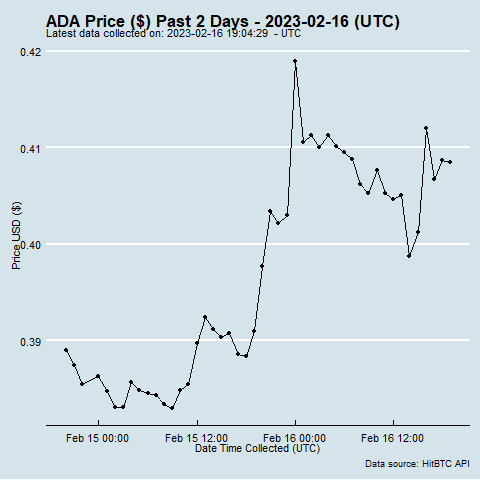 ADA Price ($) Past 2 Days - 2023-02-16 (UTC)
Latest data collected on: 2023-02-16 19:04:29 - UTC
0.42
0.41
0.40
0.39
Price USD ($)
Feb 15 00:00 Feb 15 12:00 Feb 16 00:00 Feb 16 12:00
Date Time Collected (UTC)
Data source: HitBTC API